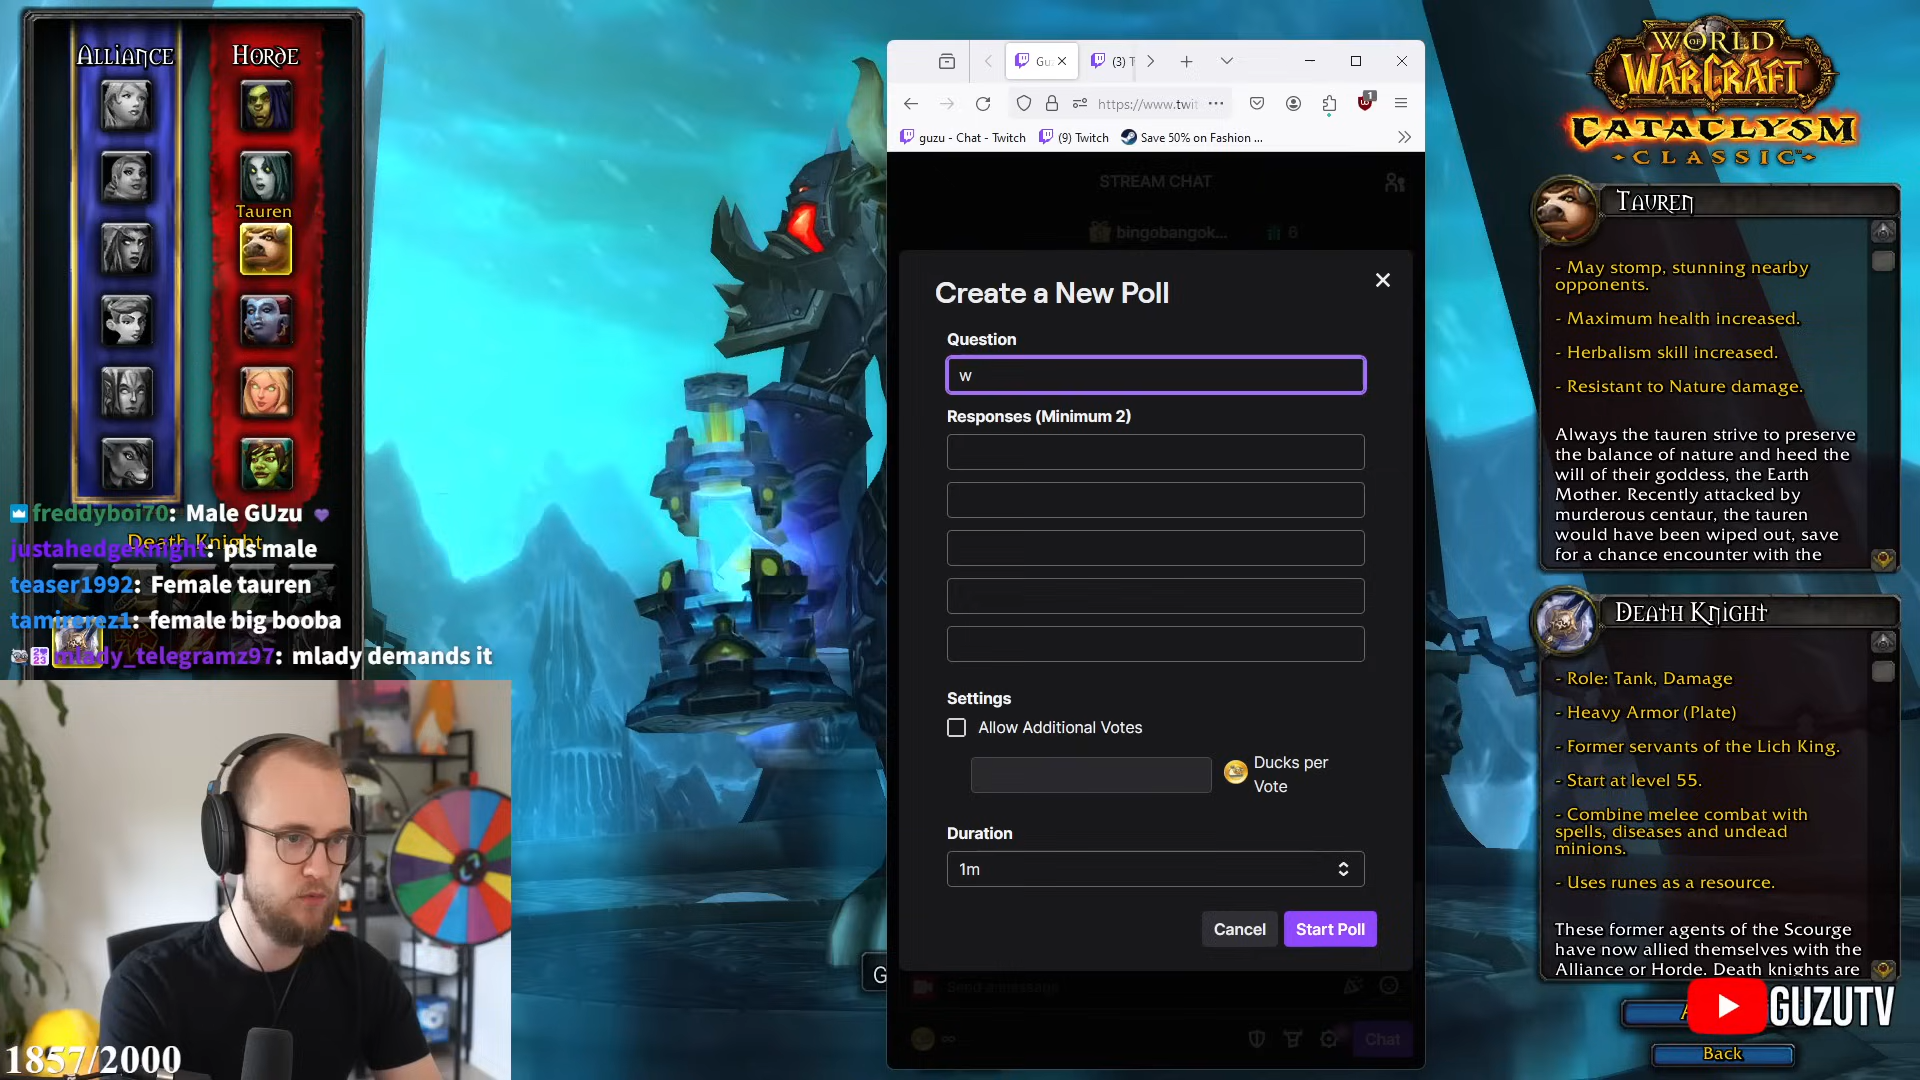 ALLIANCE
HORDE
Tauren
freddyboi70: Male GUzu
Death Knight
justahedgeknight: pls male
teaser1992: Female tauren
tamirerez1: female big booba
mlady_telegramz97: mlady demands it
1857/2000
Gu
(3) T
https://www.twit
1
guzu - Chat - Twitch
(9) Twitch
Save 50% on Fashion ...
STREAM CHAT
bingobangok...
6
Create a New Poll
Question
w
Responses (Minimum 2)
Settings
Allow Additional Votes
Ducks per
Vote
Duration
1m
Cancel
Start Poll
G
Send a message
∞
Chat
WORLD
OF
WARCRAFT
CATACLYSM
CLASSIC
TAUREN
- May stomp, stunning nearby
opponents.
- Maximum health increased.
- Herbalism skill increased.
- Resistant to Nature damage.
Always the tauren strive to preserve
the balance of nature and heed the
will of their goddess, the Earth
Mother. Recently attacked by
murderous centaur, the tauren
would have been wiped out, save
for a chance encounter with the
DEATH KNIGHT
- Role: Tank, Damage
- Heavy Armor (Plate)
- Former servants of the Lich King.
- Start at level 55.
- Combine melee combat with
spells, diseases and undead
minions.
- Uses runes as a resource.
These former agents of the Scourge
have now allied themselves with the
Alliance or Horde. Death knights are
GUZUTV
Back